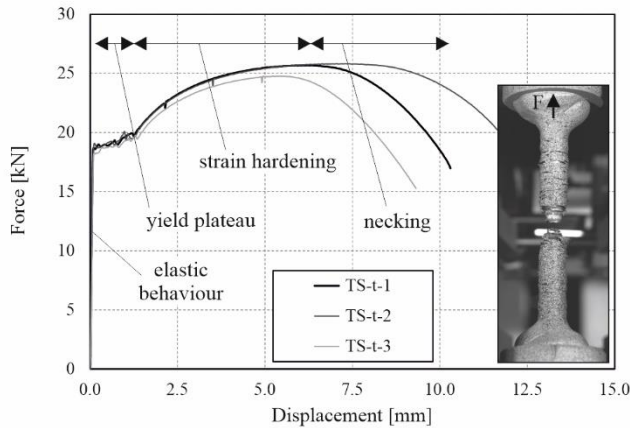 30
25
20
15
10
5
0
Force [kN]
yield plateau
strain hardening
necking
elastic
behaviour
TS-t-1
TS-t-2
TS-t-3
F
0.0 2.5 5.0 7.5 10.0 12.5 15.0
Displacement [mm]